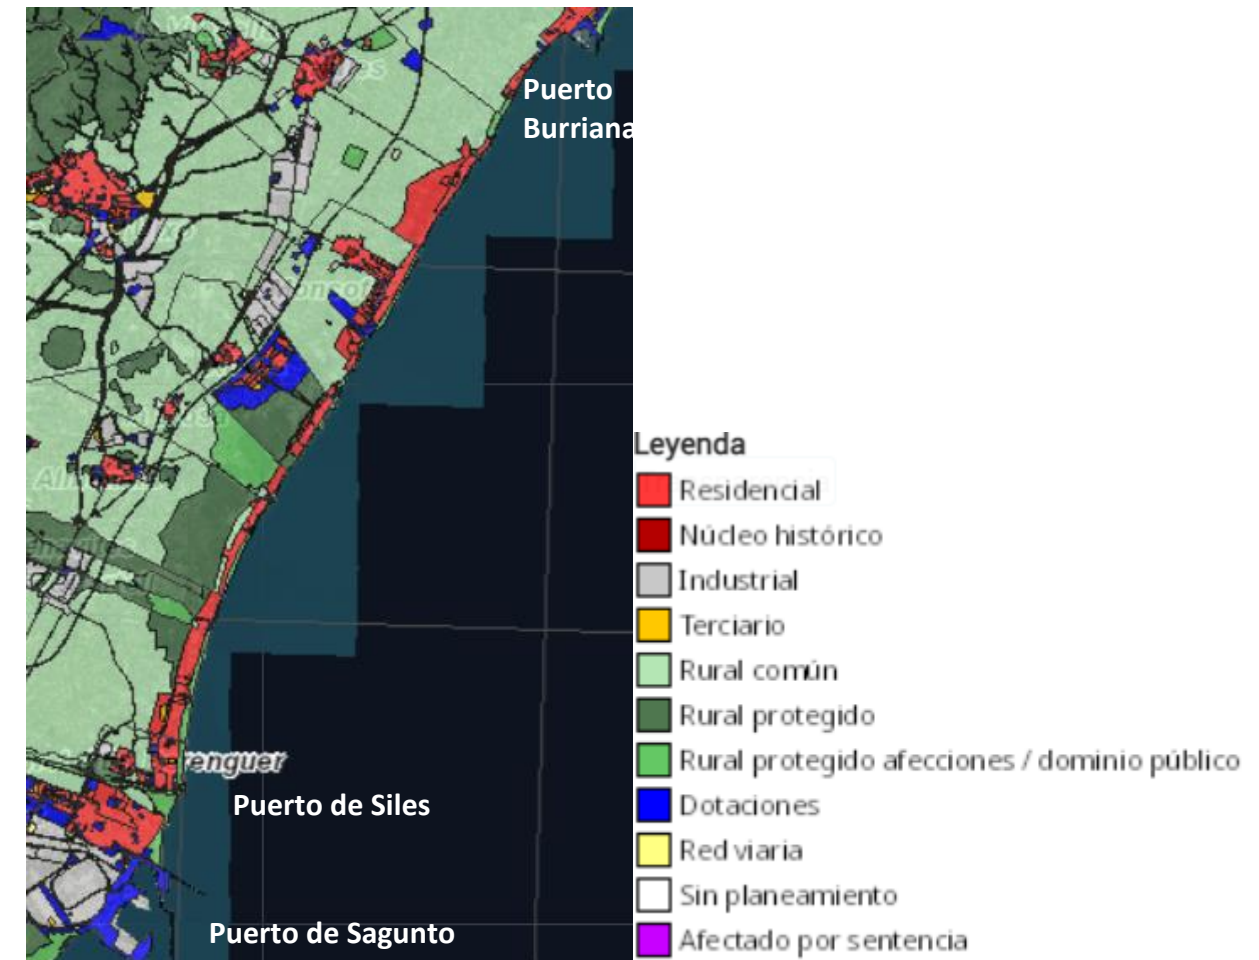 Puerto
Burriana
renguer
Puerto de Siles
Puerto de Sagunto
Leyenda
Residencial
Núcleo histórico
Industrial
Terciario
Rural común
Rural protegido
Rural protegido afecciones / dominio público
Dotaciones
Red viaria
Sin planeamiento
Afectado por sentencia